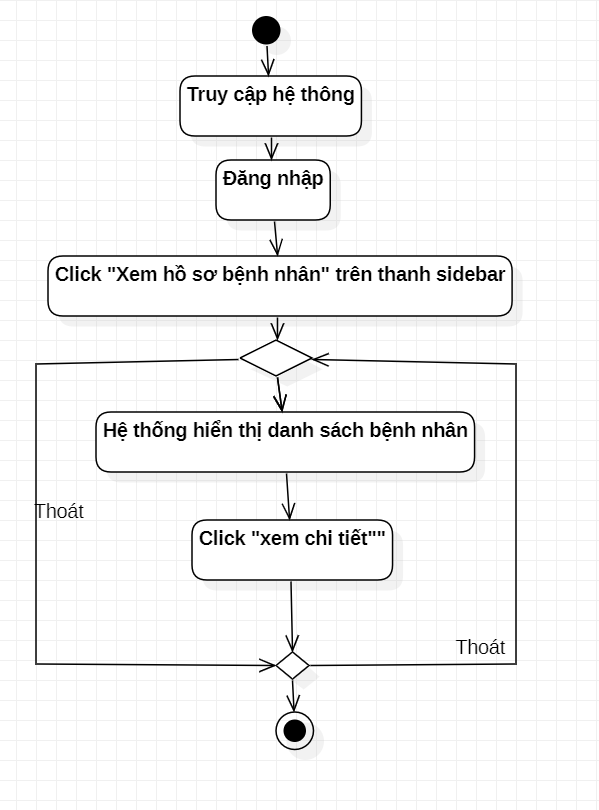 Truy cập hệ thông
Đăng nhập
Click "Xem hồ sơ bệnh nhân" trên thanh sidebar
Hệ thống hiển thị danh sách bệnh nhân
Thoát
Click "xem chi tiết""
Thoát